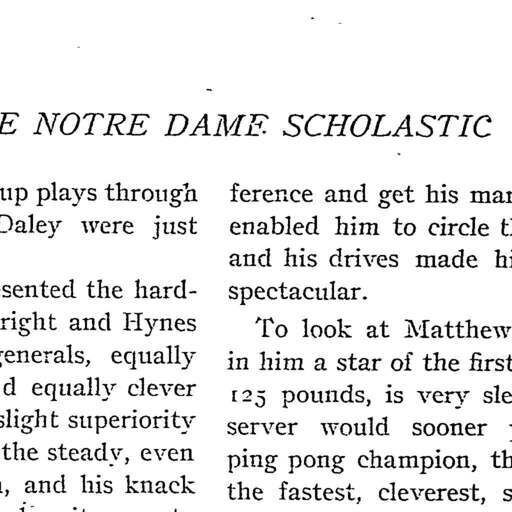 E NOTRE DAME SCHOLASTIC
up plays through
Daley were just
sented the hard-
right and Hynes
generals, equally
d equally clever
slight superiority
the steady, even
, and his knack
ference and get his man
enabled him to circle t
and his drives made hi
spectacular.
To look at Matthew
in him a star of the first
125 pounds, is very sle
server would sooner
ping pong champion, th
the fastest, cleverest, s